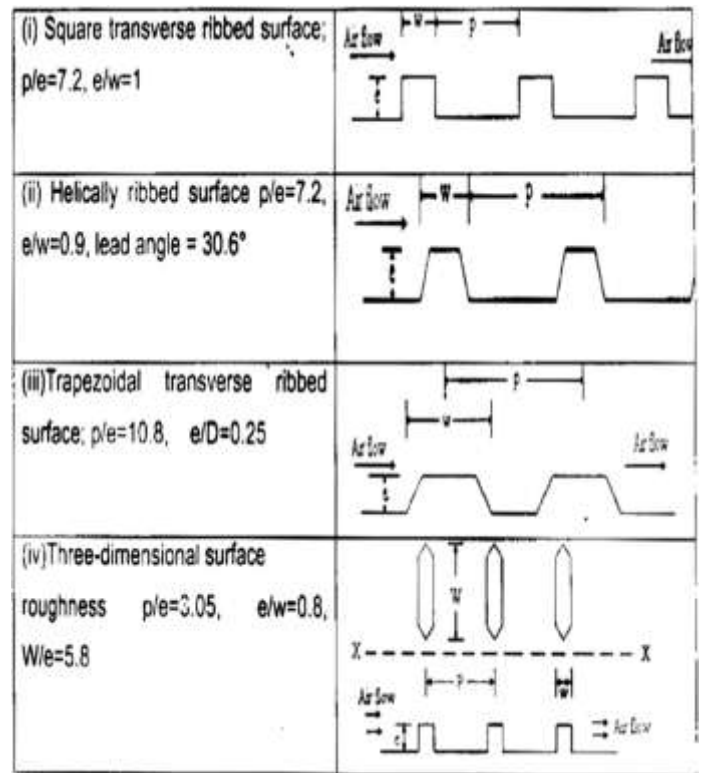 (i) Square transverse ribbed surface;
p/e=7.2, e/w=1
Air flow
w
p
Air flow
e
(ii) Helically ribbed surface p/e=7.2,
e/w=0.9, lead angle = 30.6°
Air flow
w
p
e
(iii)Trapezoidal transverse ribbed
surface; p/e=10.8, e/D=0.25
p
w
Air flow
Air flow
e
(iv)Three-dimensional surface
roughness p/e=3.05, e/w=0.8,
W/e=5.8
W
X
X
p
w
Air flow
Air flow
e